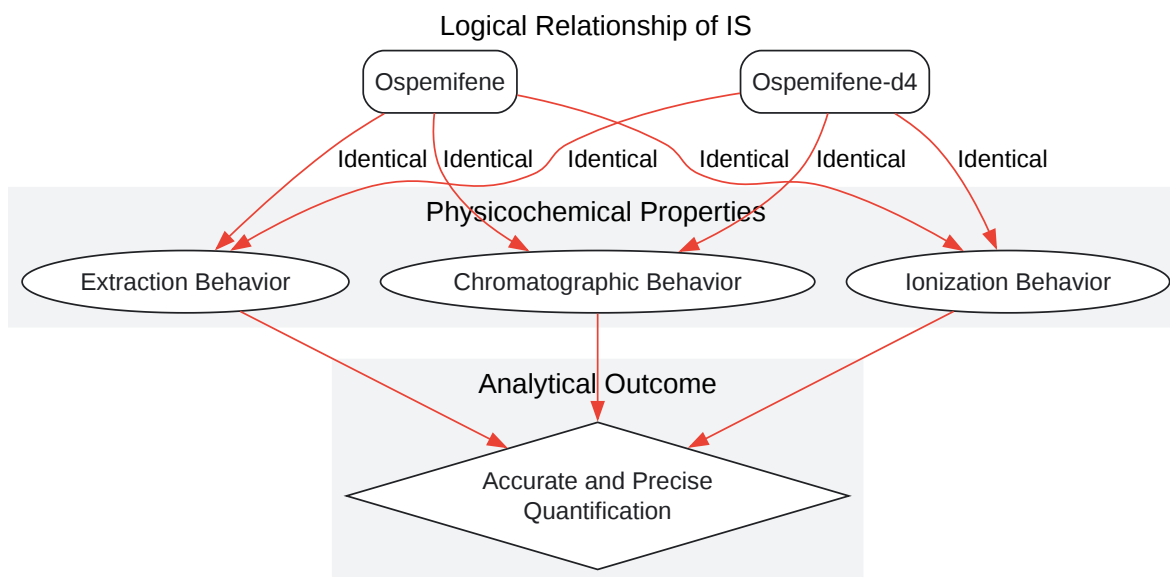 Logical Relationship of IS
Ospemifene
Ospemifene-d4
Identical
Identical
Identical
Identical
Identical
Identical
Physicochemical Properties
Extraction Behavior
Chromatographic Behavior
Ionization Behavior
Analytical Outcome
Accurate and Precise
Quantification